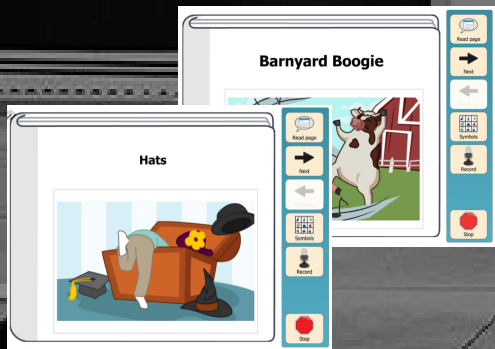 Barnyard Boogie
Read page
Next
Symbols
Record
Stop
Hats
Read page
Next
Symbols
Record
Stop